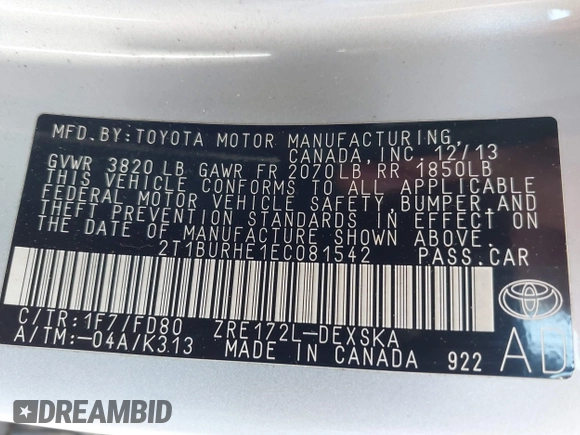 MFD.BY:TOYOTA MOTOR MANUFACTURING,
CANADA,INC. 12/13
GVWR 3820 LB GAWR FR 2070LB RR 1850LB
THIS VEHICLE CONFORMS TO ALL APPLICABLE
FEDERAL MOTOR VEHICLE SAFETY, BUMPER, AND
THEFT PREVENTION STANDARDS IN EFFECT ON
THE DATE OF MANUFACTURE SHOWN ABOVE.
2T1BURHE1EC081542 PASS.CAR
C/TR:1F7/FD80 ZRE172L-DEXSKA
A/TM:-04A/K313 MADE IN CANADA 922 AD
DREAMBID